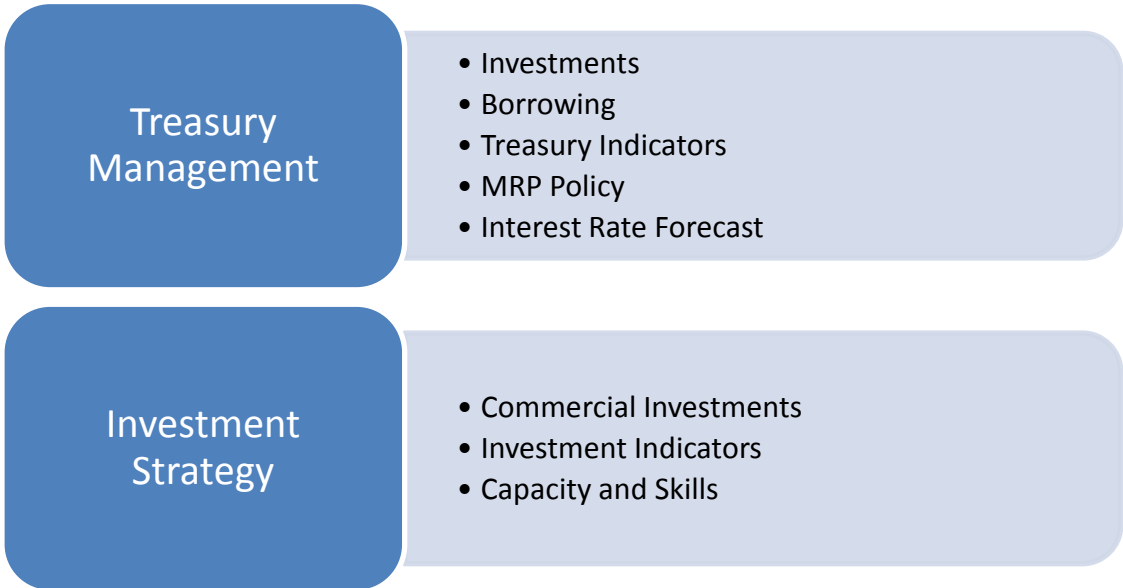 Treasury
Management
• Investments
• Borrowing
• Treasury Indicators
• MRP Policy
• Interest Rate Forecast
Investment
Strategy
• Commercial Investments
• Investment Indicators
• Capacity and Skills